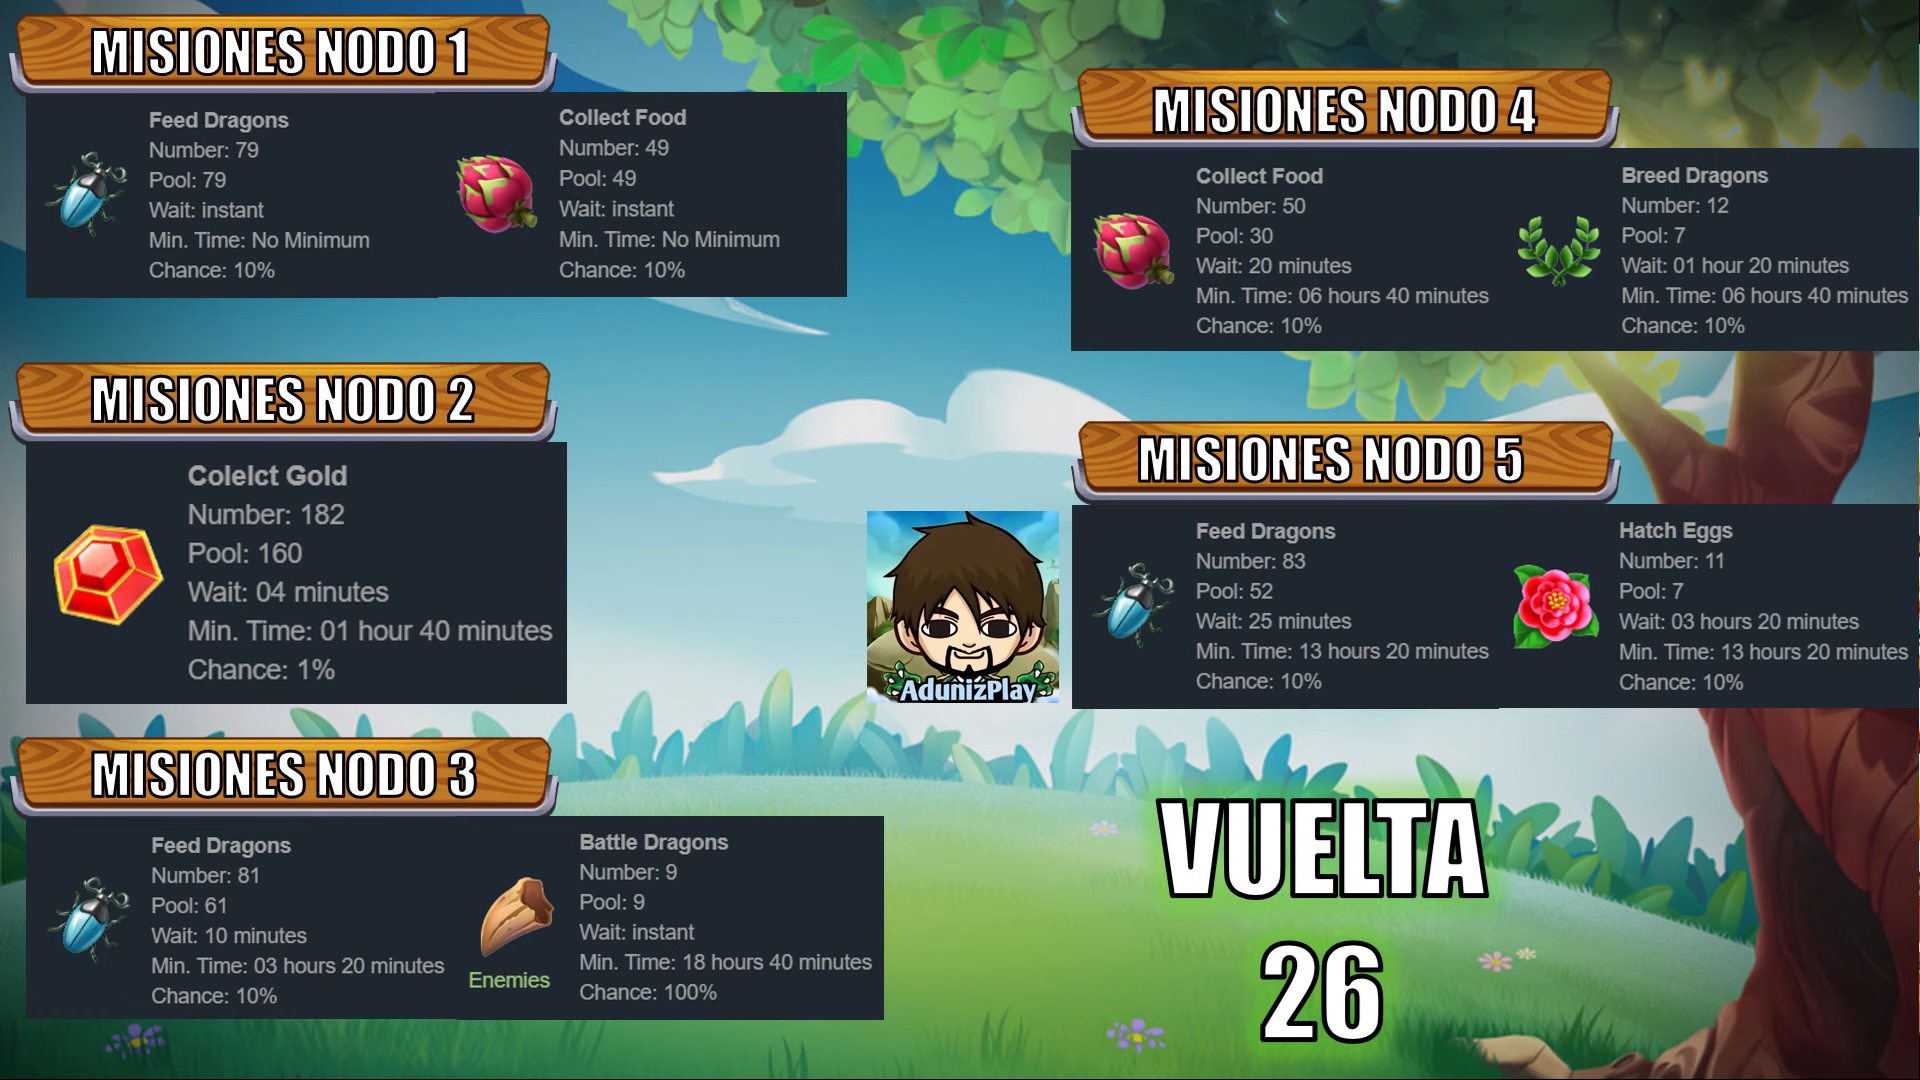 MISIONES NODO 1
Feed Dragons
Number: 79
Pool: 79
Wait: instant
Min. Time: No Minimum
Chance: 10%
Collect Food
Number: 49
Pool: 49
Wait: instant
Min. Time: No Minimum
Chance: 10%
MISIONES NODO 2
Colelct Gold
Number: 182
Pool: 160
Wait: 04 minutes
Min. Time: 01 hour 40 minutes
Chance: 1%
MISIONES NODO 3
Feed Dragons
Number: 81
Pool: 61
Wait: 10 minutes
Min. Time: 03 hours 20 minutes
Chance: 10%
Enemies
Battle Dragons
Number: 9
Pool: 9
Wait: instant
Min. Time: 18 hours 40 minutes
Chance: 100%
MISIONES NODO 4
Collect Food
Number: 50
Pool: 30
Wait: 20 minutes
Min. Time: 06 hours 40 minutes
Chance: 10%
Breed Dragons
Number: 12
Pool: 7
Wait: 01 hour 20 minutes
Min. Time: 06 hours 40 minutes
Chance: 10%
MISIONES NODO 5
Feed Dragons
Number: 83
Pool: 52
Wait: 25 minutes
Min. Time: 13 hours 20 minutes
Chance: 10%
Hatch Eggs
Number: 11
Pool: 7
Wait: 03 hours 20 minutes
Min. Time: 13 hours 20 minutes
Chance: 10%
AdunizPlay
VUELTA
26